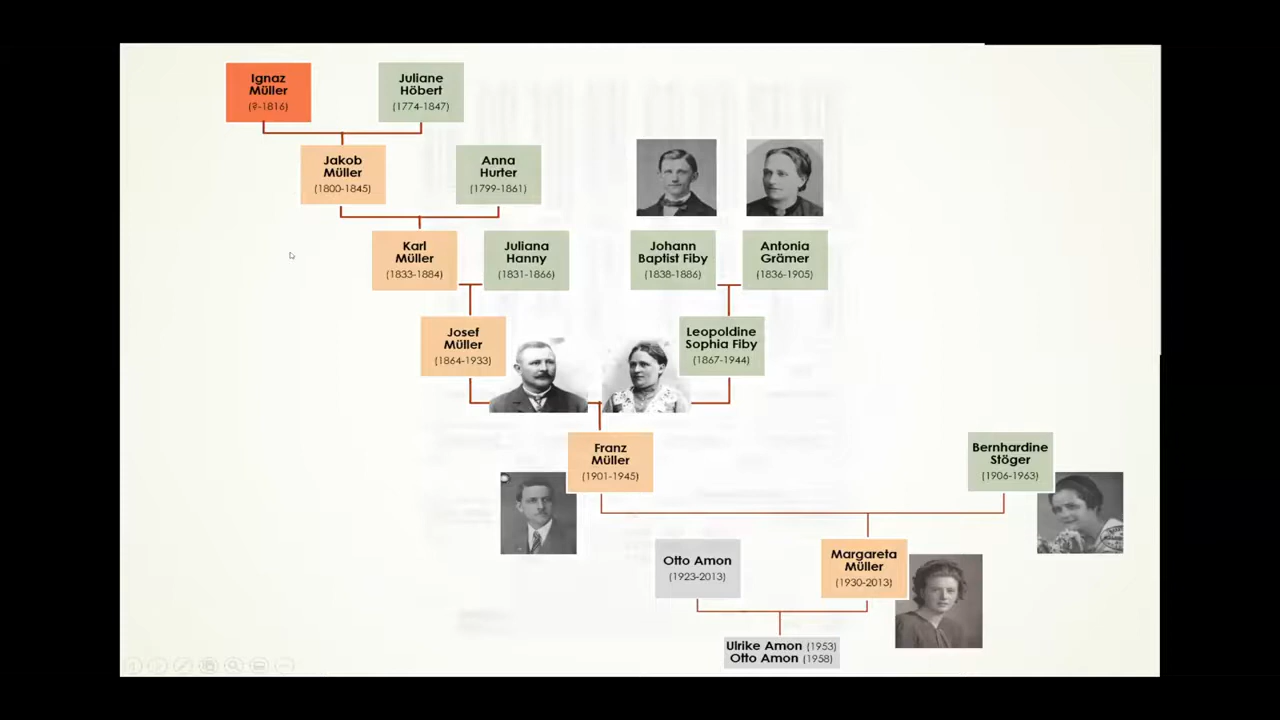 Ignaz
Müller
(?-1816)
Juliane
Höbert
(1774-1847)
Jakob
Müller
(1800-1845)
Anna
Hurter
(1799-1861)
Karl
Müller
(1833-1884)
Juliana
Hanny
(1831-1866)
Johann
Baptist Fiby
(1838-1886)
Antonia
Grämer
(1836-1905)
Josef
Müller
(1864-1933)
Leopoldine
Sophia Fiby
(1867-1944)
Franz
Müller
(1901-1945)
Bernhardine
Stöger
(1906-1963)
Otto Amon
(1923-2013)
Margareta
Müller
(1930-2013)
Ulrike Amon (1953)
Otto Amon (1958)